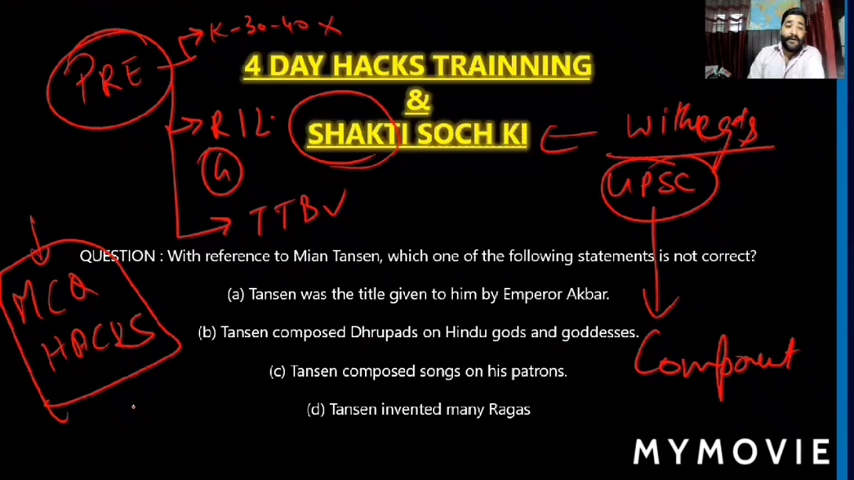 K-30-40 X
PRE
4 DAY HACKS TRAINNING
&
SHAKTI SOCH KI
R 12.
G
UPSC
TTBV
QUESTION : With reference to Mian Tansen, which one of the following statements is not correct?
(a) Tansen was the title given to him by Emperor Akbar.
MCQ
HACKS
(b) Tansen composed Dhrupads on Hindu gods and goddesses.
(c) Tansen composed songs on his patrons.
Component
(d) Tansen invented many Ragas
MYMOVIE